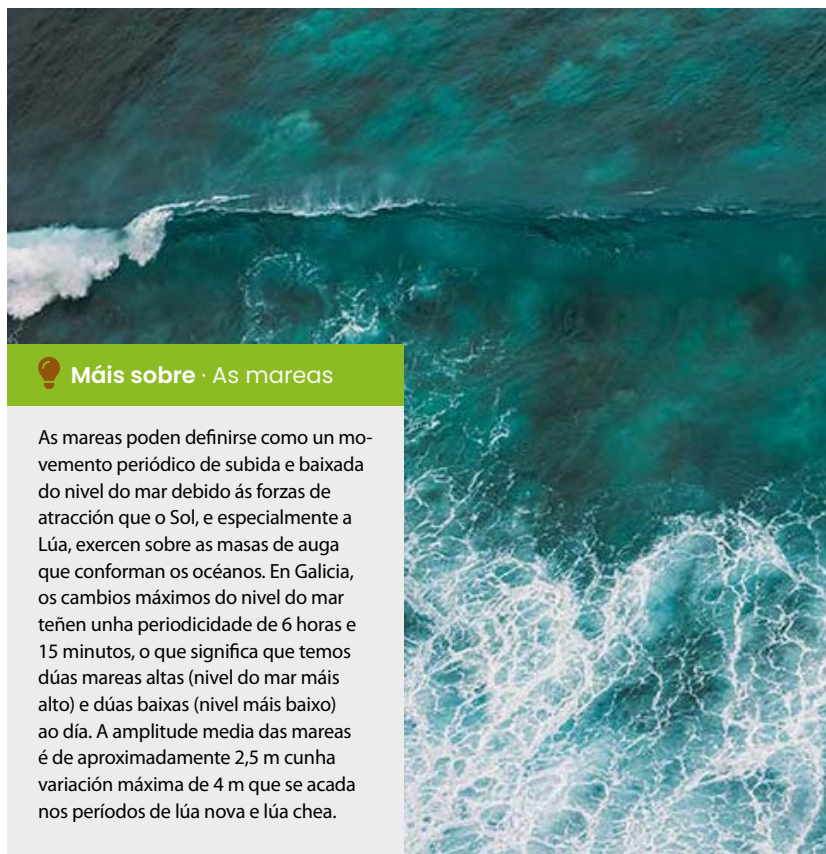 Máis sobre · As mareas
As mareas poden definirse como un mo-
vemento periódico de subida e baixada
do nivel do mar debido ás forzas de
atracción que o Sol, e especialmente a
Lúa, exercen sobre as masas de auga
que conforman os océanos. En Galicia,
os cambios máximos do nivel do mar
teñen unha periodicidade de 6 horas e
15 minutos, o que significa que temos
dúas mareas altas (nivel do mar máis
alto) e dúas baixas (nivel máis baixo)
ao día. A amplitude media das mareas
é de aproximadamente 2,5 m cunha
variación máxima de 4 m que se acada
nos períodos de lúa nova e lúa chea.